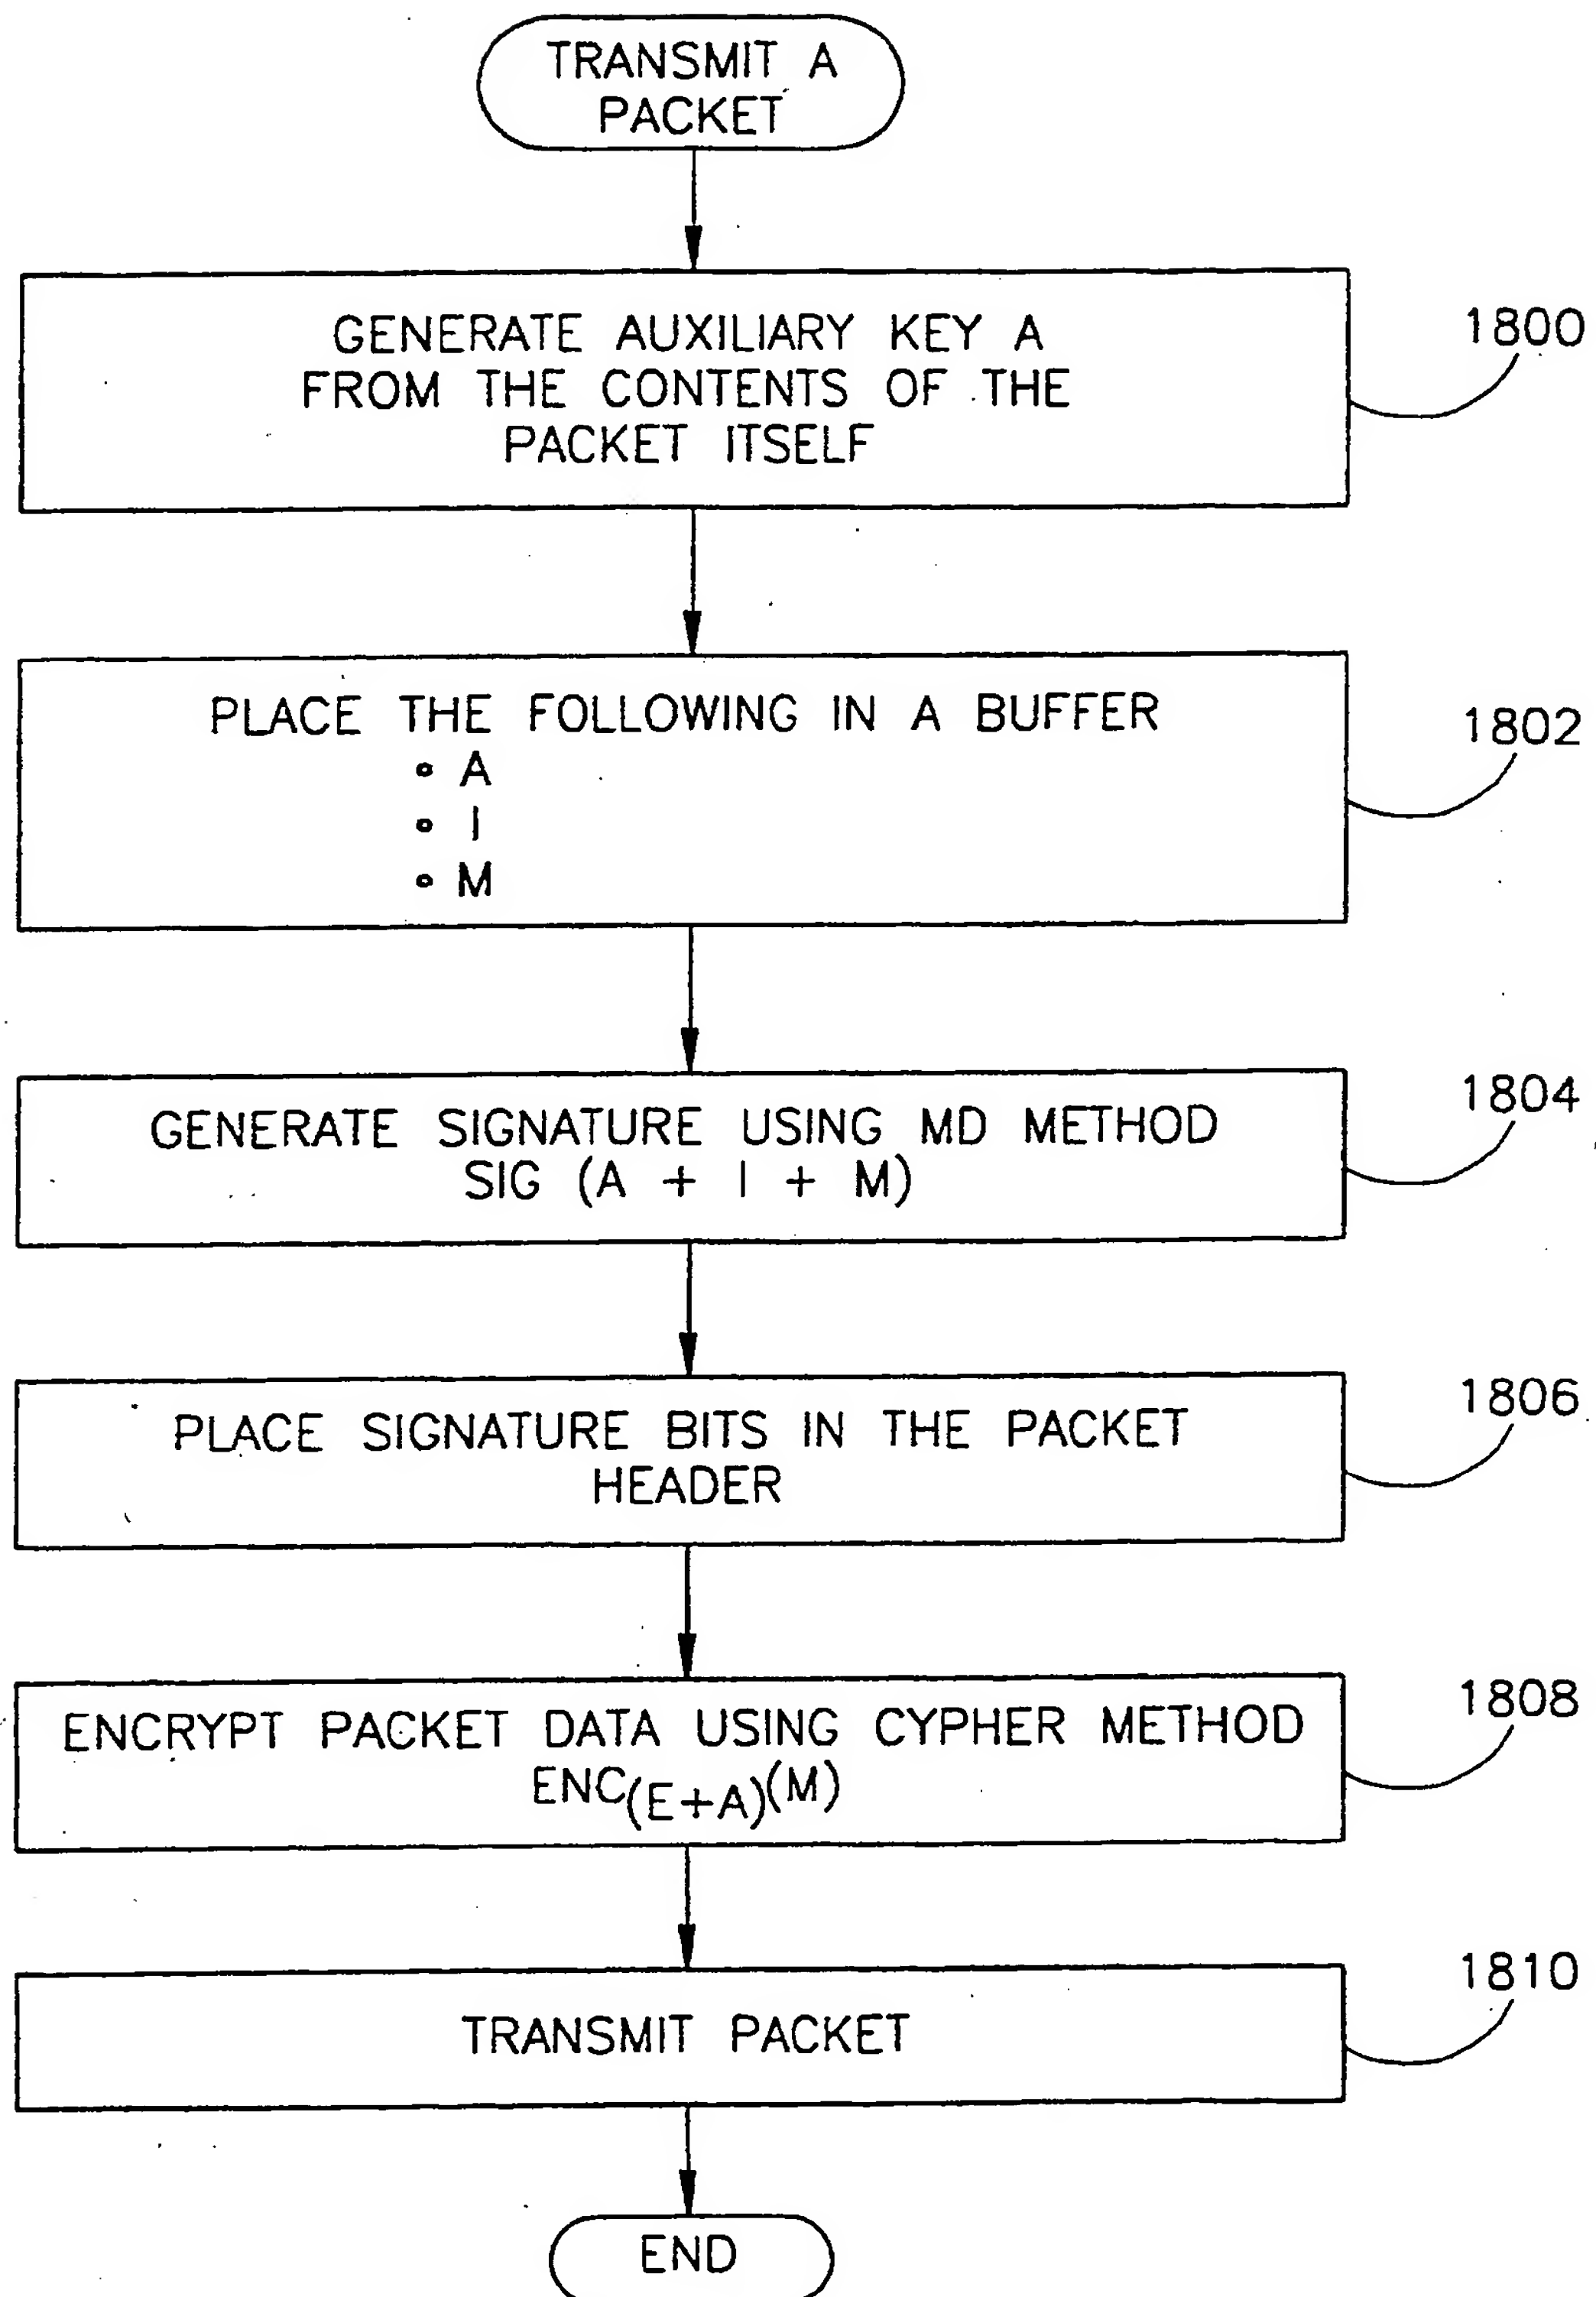 TRANSMIT A
PACKET
GENERATE AUXILIARY KEY A
FROM THE CONTENTS OF THE
PACKET ITSELF
1800
PLACE THE FOLLOWING IN A BUFFER
∘ A
∘ I
∘ M
1802
GENERATE SIGNATURE USING MD METHOD
SIG (A + I + M)
1804
PLACE SIGNATURE BITS IN THE PACKET
HEADER
1806
ENCRYPT PACKET DATA USING CYPHER METHOD
ENC(E+A)(M)
1808
TRANSMIT PACKET
1810
END